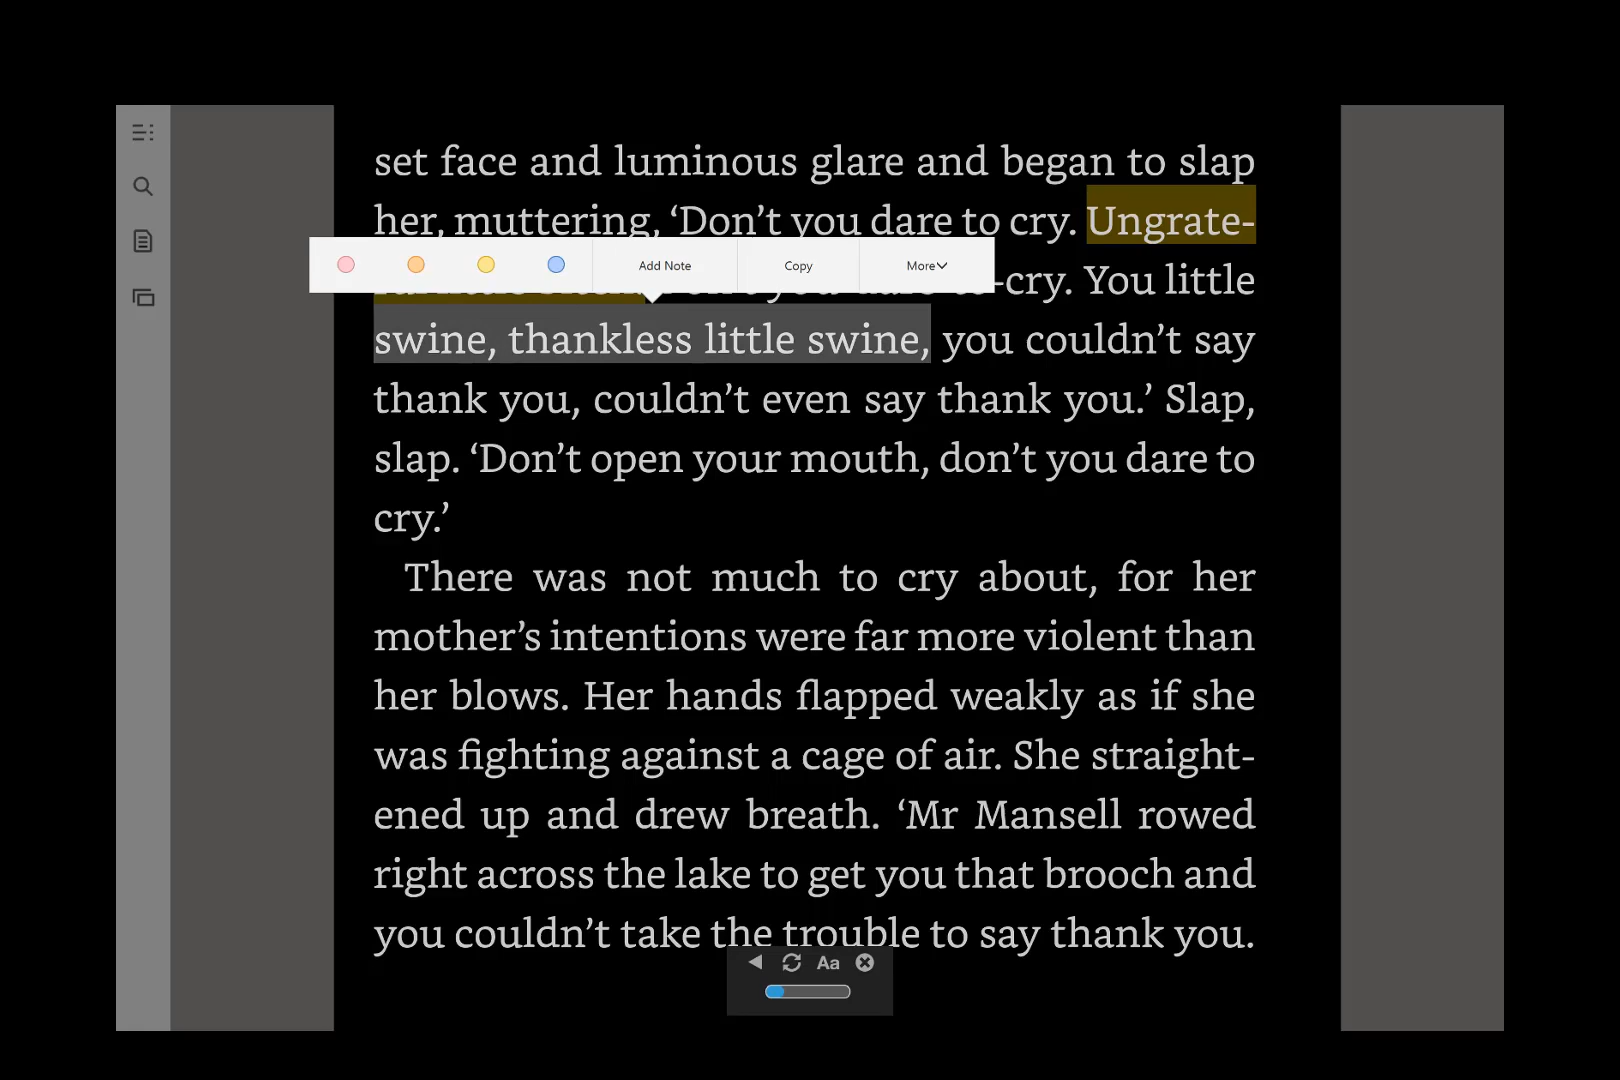 set face and luminous glare and began to slap
her, muttering, ‘Don’t you dare to cry. Ungrate-
Add Note Copy More
-cry. You little
swine, thankless little swine, you couldn’t say
thank you, couldn’t even say thank you.’ Slap,
slap. ‘Don’t open your mouth, don’t you dare to
cry.’
There was not much to cry about, for her
mother’s intentions were far more violent than
her blows. Her hands flapped weakly as if she
was fighting against a cage of air. She straight-
ened up and drew breath. ‘Mr Mansell rowed
right across the lake to get you that brooch and
you couldn’t take the trouble to say thank you.
Aa